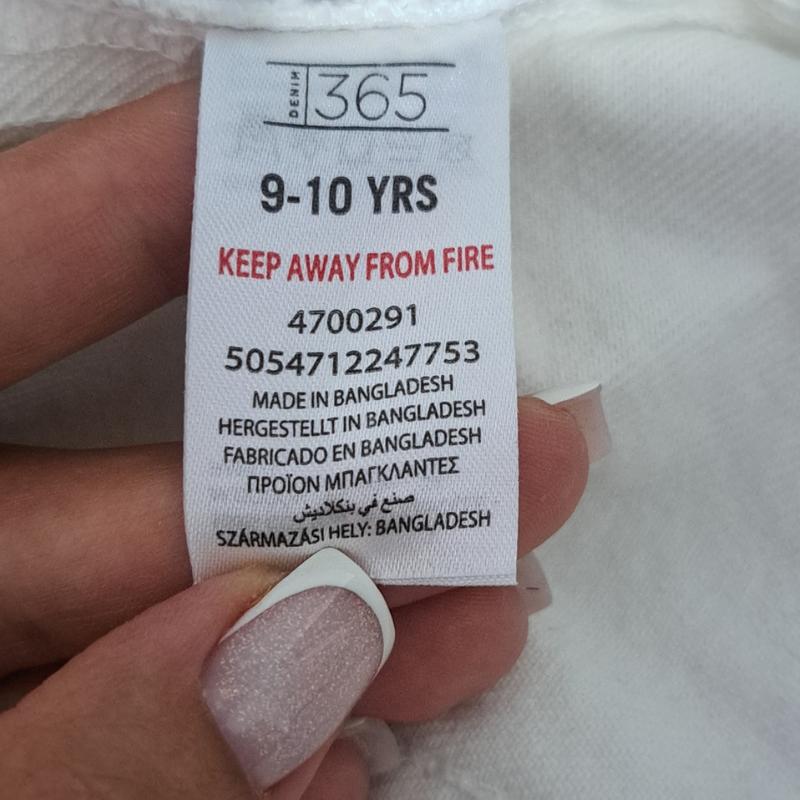 DENIM 365
9-10 YRS
KEEP AWAY FROM FIRE
4700291
5054712247753
MADE IN BANGLADESH
HERGESTELLT IN BANGLADESH
FABRICADO EN BANGLADESH
ΠΡΟΪΟΝ ΜΠΑΓΚΛΑΝΤΕΣ
صنع في بنكلاديش
SZÁRMAZÁSI HELY: BANGLADESH